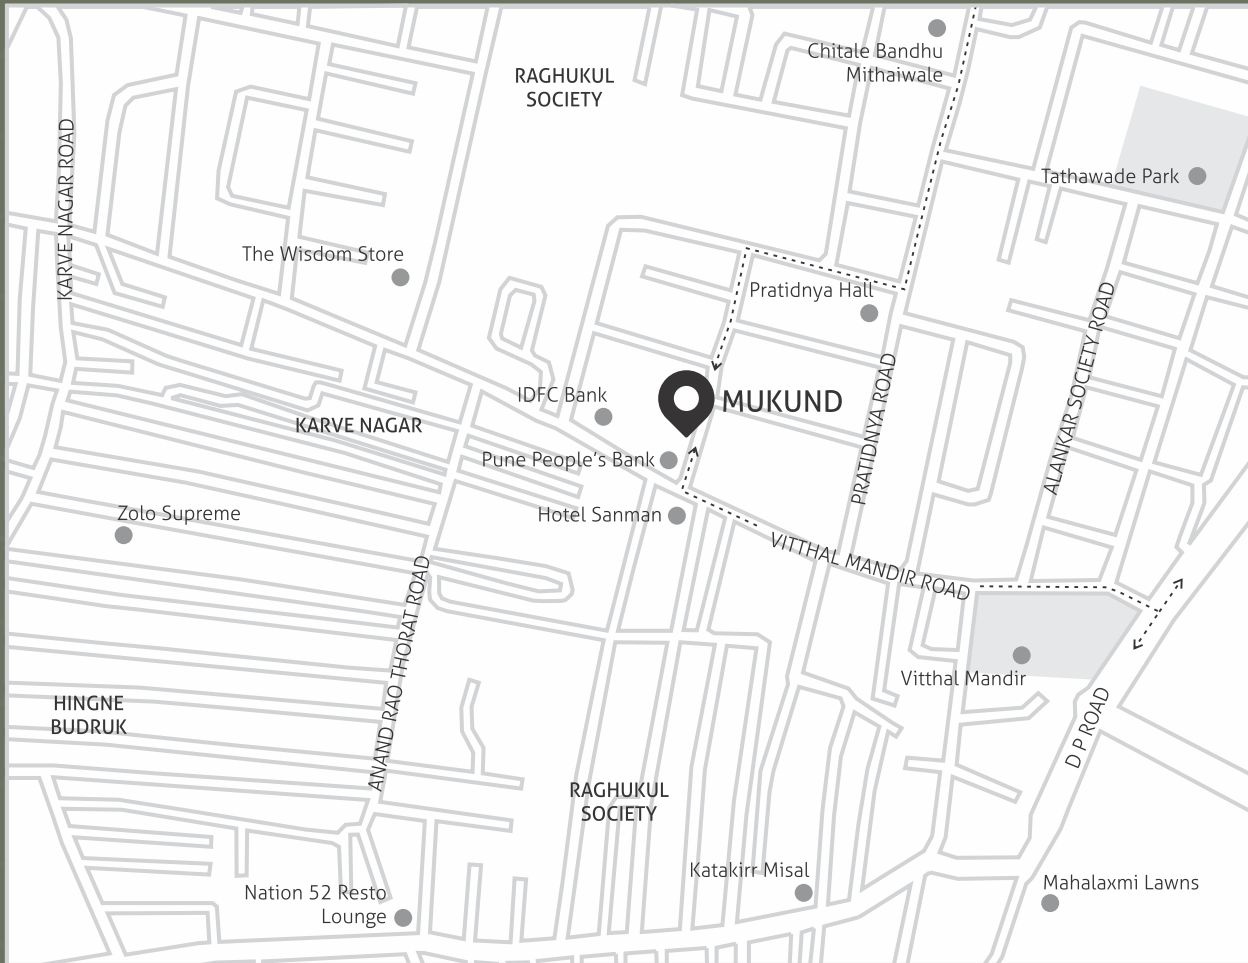 Chitale Bandhu
Mithaiwale
RAGHUKUL
SOCIETY
KARVE NAGAR ROAD
Tathawade Park
The Wisdom Store
Pratidnya Hall
ALANKAR SOCIETY ROAD
PRATIDNYA ROAD
IDFC Bank
MUKUND
KARVE NAGAR
Pune People's Bank
Zolo Supreme
Hotel Sanman
VITTHAL MANDIR ROAD
ANAND RAO THORAT ROAD
Vitthal Mandir
HINGNE
BUDRUK
D P ROAD
RAGHUKUL
SOCIETY
Katakirr Misal
Nation 52 Resto
Lounge
Mahalaxmi Lawns